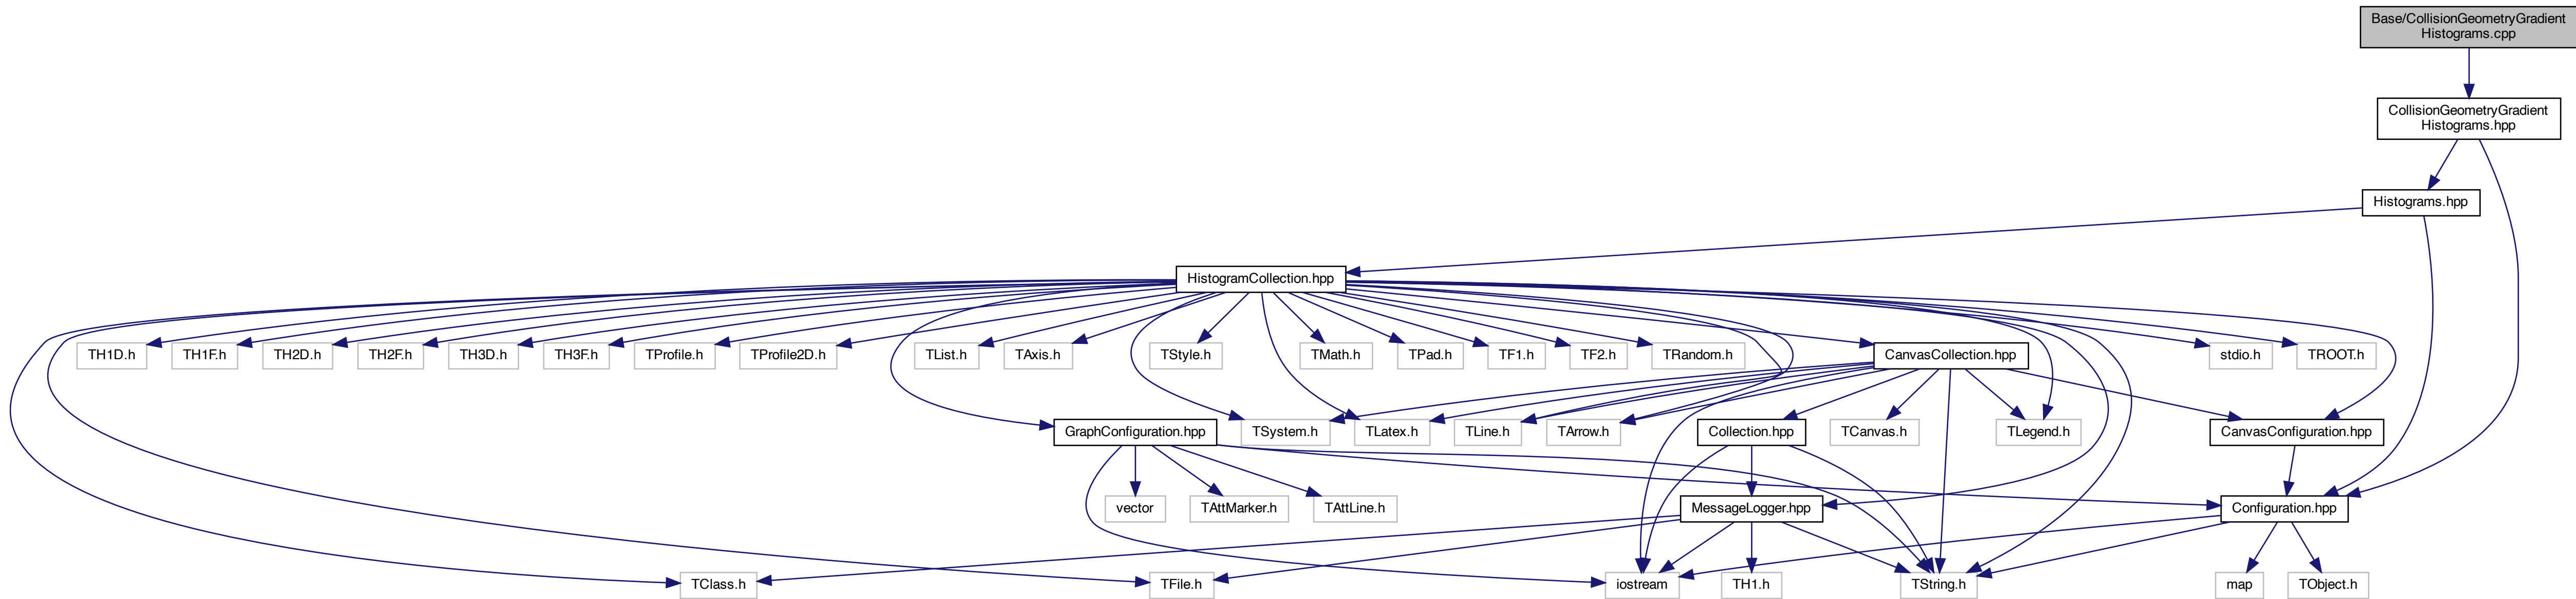 Base/CollisionGeometryGradient
Histograms.cpp
CollisionGeometryGradient
Histograms.hpp
Histograms.hpp
HistogramCollection.hpp
TH1D.h
TH1F.h
TH2D.h
TH2F.h
TH3D.h
TH3F.h
TProfile.h
TProfile2D.h
TList.h
TAxis.h
TStyle.h
TMath.h
TPad.h
TF1.h
TF2.h
TRandom.h
CanvasCollection.hpp
stdio.h
TROOT.h
GraphConfiguration.hpp
TSystem.h
TLatex.h
TLine.h
TArrow.h
Collection.hpp
TCanvas.h
TLegend.h
CanvasConfiguration.hpp
vector
TAttMarker.h
TAttLine.h
MessageLogger.hpp
Configuration.hpp
TClass.h
TFile.h
iostream
TH1.h
TString.h
map
TObject.h